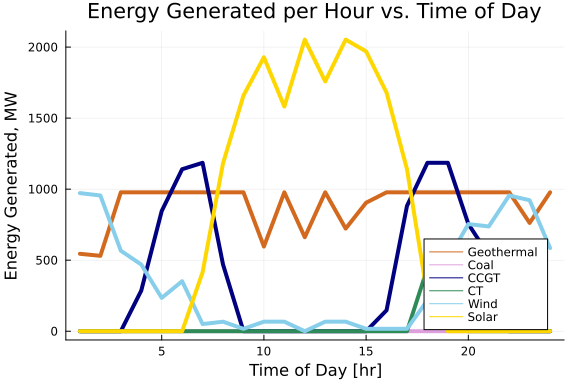 Energy Generated per Hour vs. Time of Day
Energy Generated, MW
2000
1500
1000
500
0
5
10
15
20
Time of Day [hr]
Geothermal
Coal
CCGT
CT
Wind
Solar